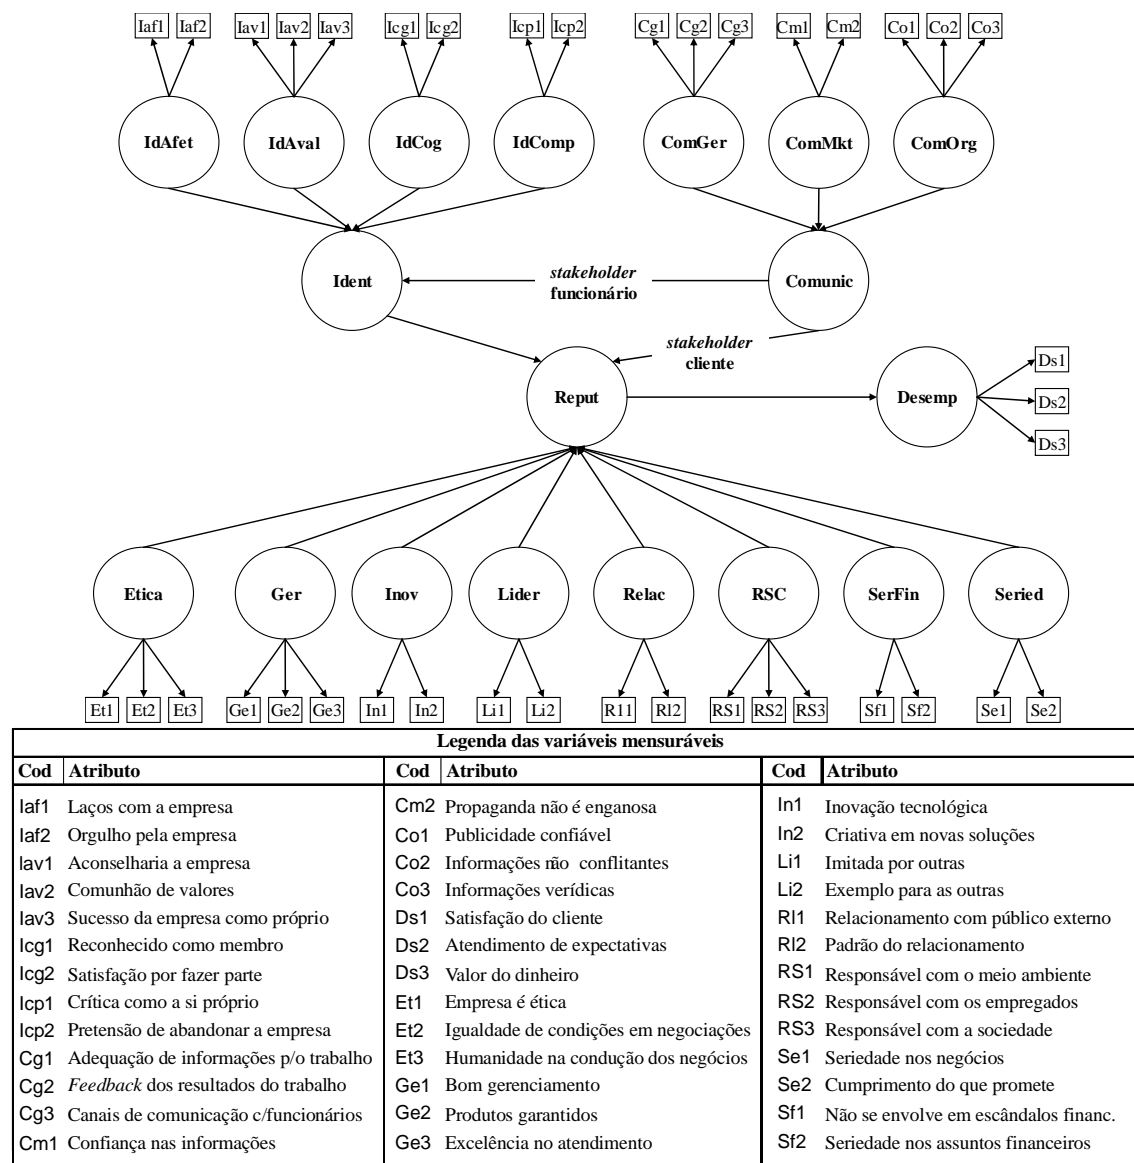 Iaf1 Iaf2 Iav1 Iav2 Iav3 Icg1 Icg2 Icp1 Icp2 Cg1 Cg2 Cg3 Cm1 Cm2 Co1 Co2 Co3
IdAfet IdAval IdCog IdComp ComGer ComMkt ComOrg
Ident
stakeholder
funcionário
Comunic
stakeholder
cliente
Reput
Desemp
Ds1
Ds2
Ds3
Etica Ger Inov Lider Relac RSC SerFin Seried
Et1 Et2 Et3 Ge1 Ge2 Ge3 In1 In2 Li1 Li2 R11 Rl2 RS1 RS2 RS3 Sf1 Sf2 Se1 Se2
Legenda das variáveis mensuráveis
Cod Atributo Cod Atributo Cod Atributo
Iaf1 Laços com a empresa Cm2 Propaganda não é enganosa In1 Inovação tecnológica
Iaf2 Orgulho pela empresa Co1 Publicidade confiável In2 Criativa em novas soluções
Iav1 Aconselharia a empresa Co2 Informações não conflitantes Li1 Imitada por outras
Iav2 Comunhão de valores Co3 Informações verídicas Li2 Exemplo para as outras
Iav3 Sucesso da empresa como próprio Ds1 Satisfação do cliente Rl1 Relacionamento com público externo
Icg1 Reconhecido como membro Ds2 Atendimento de expectativas Rl2 Padrão do relacionamento
Icg2 Satisfação por fazer parte Ds3 Valor do dinheiro RS1 Responsável com o meio ambiente
Icp1 Crítica como a si próprio Et1 Empresa é ética RS2 Responsável com os empregados
Icp2 Pretensão de abandonar a empresa Et2 Igualdade de condições em negociações RS3 Responsável com a sociedade
Cg1 Adequação de informações p/o trabalho Et3 Humanidade na condução dos negócios Se1 Seriedade nos negócios
Cg2 Feedback dos resultados do trabalho Ge1 Bom gerenciamento Se2 Cumprimento do que promete
Cg3 Canais de comunicação c/funcionários Ge2 Produtos garantidos Sf1 Não se envolve em escândalos financ.
Cm1 Confiança nas informações Ge3 Excelência no atendimento Sf2 Seriedade nos assuntos financeiros